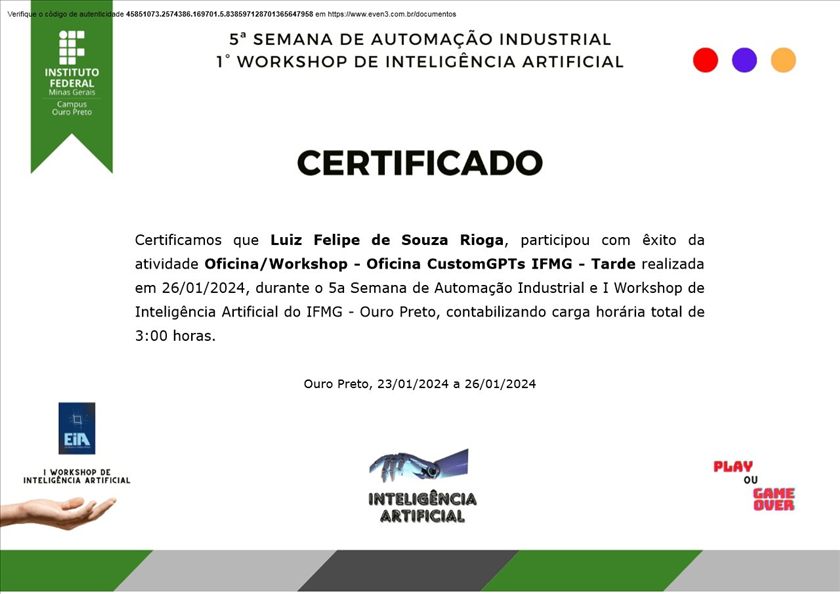 Verifique o código de autenticidade 45851073.2574386.169701.5.838597128701365647958 em https://www.even3.com.br/documentos
INSTITUTO
FEDERAL
Minas Gerais
Campus
Ouro Preto
5ª SEMANA DE AUTOMAÇÃO INDUSTRIAL
1° WORKSHOP DE INTELIGÊNCIA ARTIFICIAL
CERTIFICADO
Certificamos que Luiz Felipe de Souza Rioga, participou com êxito da
atividade Oficina/Workshop - Oficina CustomGPTs IFMG - Tarde realizada
em 26/01/2024, durante o 5a Semana de Automação Industrial e I Workshop de
Inteligência Artificial do IFMG - Ouro Preto, contabilizando carga horária total de
3:00 horas.
Ouro Preto, 23/01/2024 a 26/01/2024
EIA
I WORKSHOP DE
INTELIGÊNCIA ARTIFICIAL
INTELIGÊNCIA
ARTIFICIAL
PLAY
OU
GAME
OVER